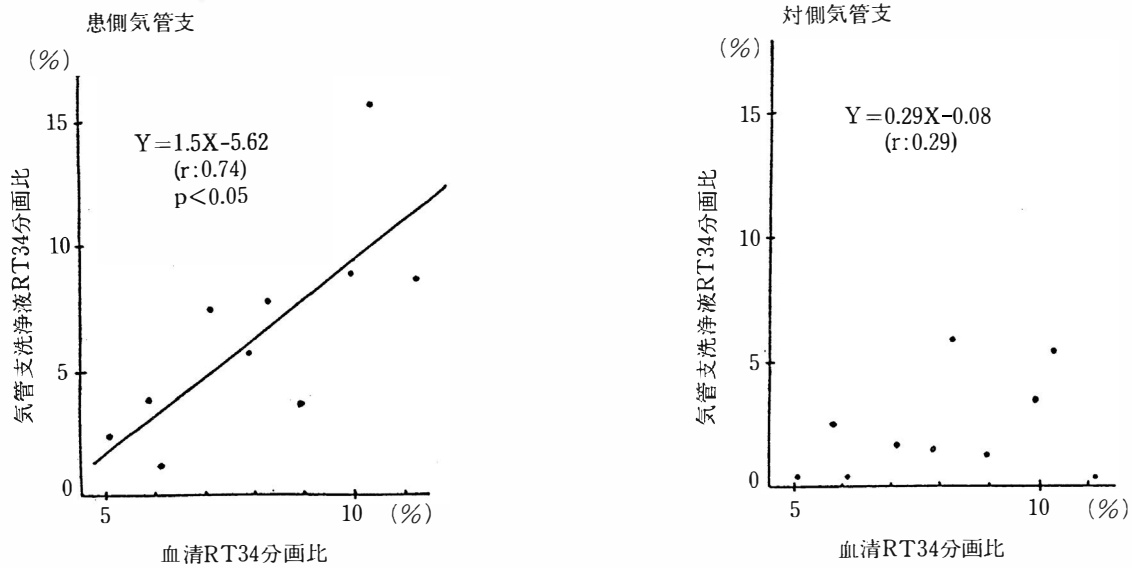 患側気管支
(%)
15
10
5
0
Y=1.5X-5.62
(r:0.74)
p<0.05
気管支洗浄液RT34分画比
5
10
(%)
血清RT34分画比
対側気管支
(%)
15
10
5
0
Y=0.29X-0.08
(r:0.29)
気管支洗浄液RT34分画比
5
10
(%)
血清RT34分画比